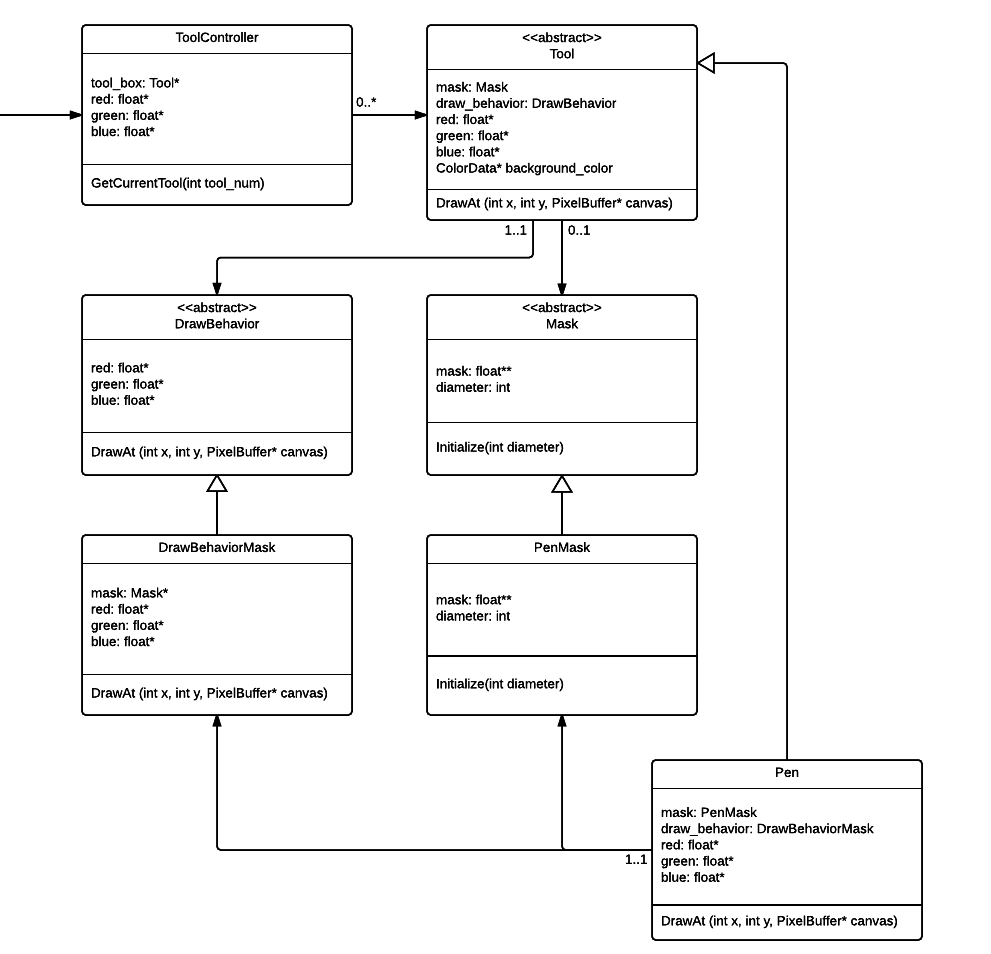 ToolController
tool_box: Tool*
red: float*
green: float*
blue: float*
GetCurrentTool(int tool_num)
0..*
<<abstract>>
Tool
mask: Mask
draw_behavior: DrawBehavior
red: float*
green: float*
blue: float*
ColorData* background_color
DrawAt (int x, int y, PixelBuffer* canvas)
1..1
0..1
<<abstract>>
DrawBehavior
red: float*
green: float*
blue: float*
DrawAt (int x, int y, PixelBuffer* canvas)
<<abstract>>
Mask
mask: float**
diameter: int
Initialize(int diameter)
DrawBehaviorMask
mask: Mask*
red: float*
green: float*
blue: float*
DrawAt (int x, int y, PixelBuffer* canvas)
PenMask
mask: float**
diameter: int
Initialize(int diameter)
1..1
Pen
mask: PenMask
draw_behavior: DrawBehaviorMask
red: float*
green: float*
blue: float*
DrawAt (int x, int y, PixelBuffer* canvas)